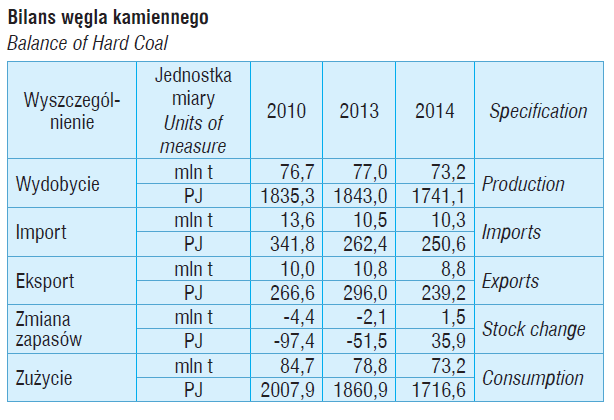 Bilans węgla kamiennego
Balance of Hard Coal
Wyszczegól-
nienie
Jednostka
miary
Units of
measure
2010 2013 2014 Specification
Wydobycie mln t 76,7 77,0 73,2 Production
PJ 1835,3 1843,0 1741,1
Import mln t 13,6 10,5 10,3 Imports
PJ 341,8 262,4 250,6
Eksport mln t 10,0 10,8 8,8 Exports
PJ 266,6 296,0 239,2
Zmiana mln t -4,4 -2,1 1,5 Stock change
zapasów PJ -97,4 -51,5 35,9
Zużycie mln t 84,7 78,8 73,2 Consumption
PJ 2007,9 1860,9 1716,6